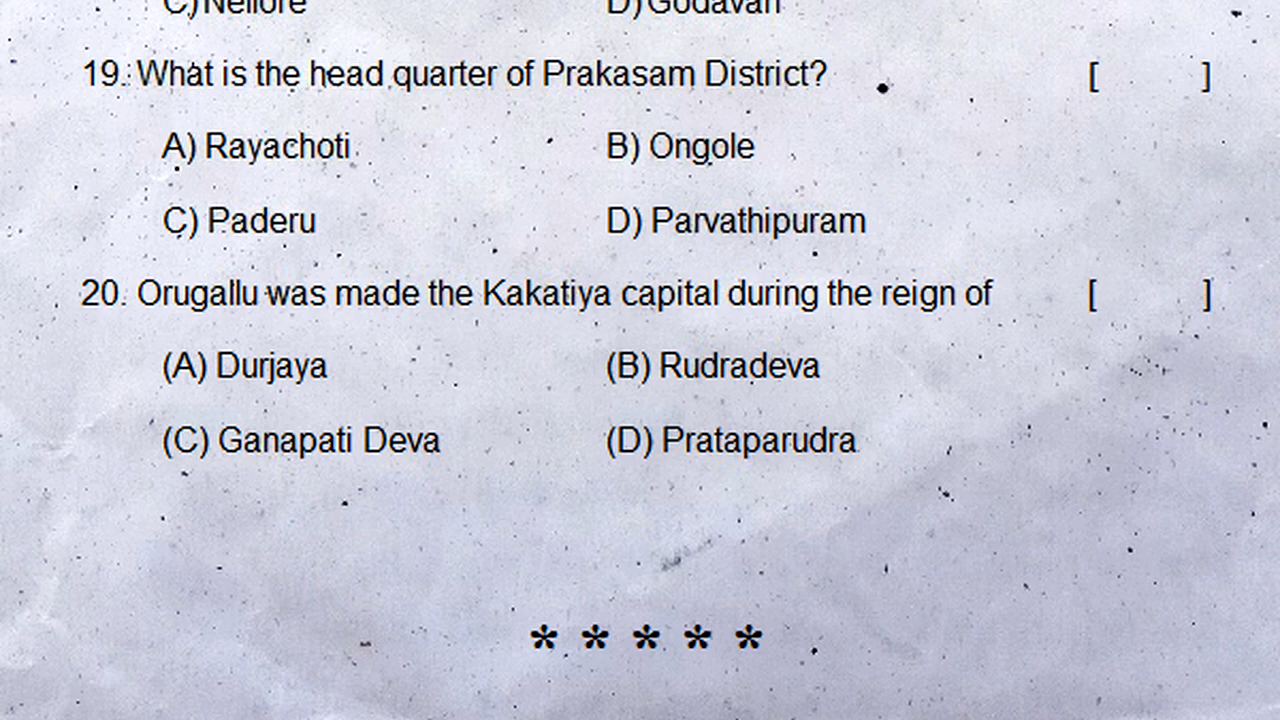 C)Nellore D)Godavari
19. What is the head quarter of Prakasam District? [ ]
A) Rayachoti B) Ongole
C) Paderu D) Parvathipuram
20. Orugallu was made the Kakatiya capital during the reign of [ ]
(A) Durjaya (B) Rudradeva
(C) Ganapati Deva (D) Prataparudra
* * * * *